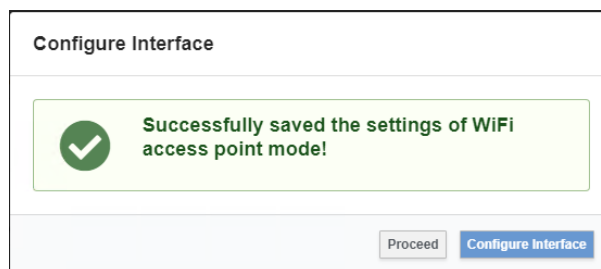 Configure Interface
Successfully saved the settings of WiFi
access point mode!
Proceed
Configure Interface